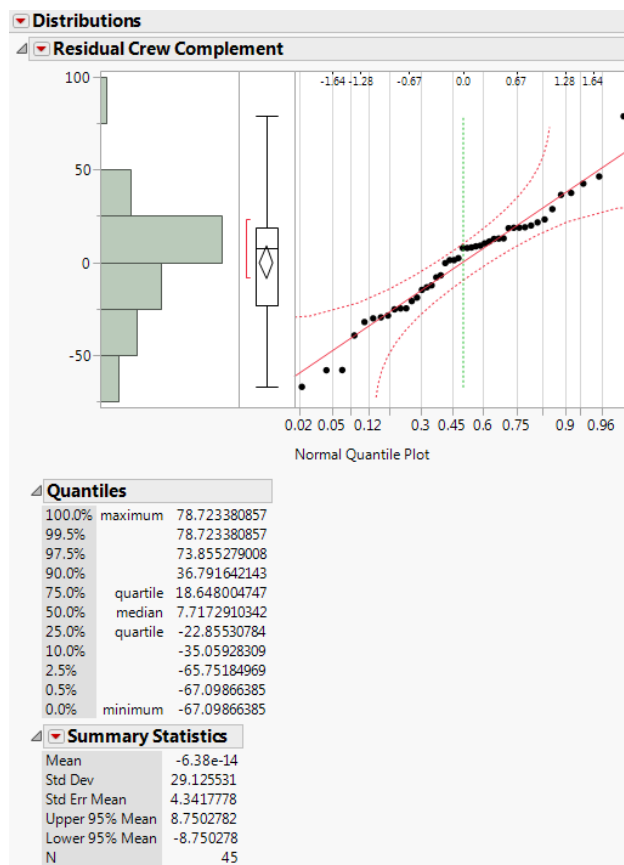 Distributions
Residual Crew Complement
100
50
0
-50
-1.64 -1.28 -0.67 0.0 0.67 1.28 1.64
0.02 0.05 0.12 0.3 0.45 0.6 0.75 0.9 0.96
Normal Quantile Plot
Quantiles
100.0% maximum 78.723380857
99.5% 78.723380857
97.5% 73.855279008
90.0% 36.791642143
75.0% quartile 18.648004747
50.0% median 7.7172910342
25.0% quartile -22.85530784
10.0% -35.05928309
2.5% -65.75184969
0.5% -67.09866385
0.0% minimum -67.09866385
Summary Statistics
Mean -6.38e-14
Std Dev 29.125531
Std Err Mean 4.3417778
Upper 95% Mean 8.7502782
Lower 95% Mean -8.750278
N 45